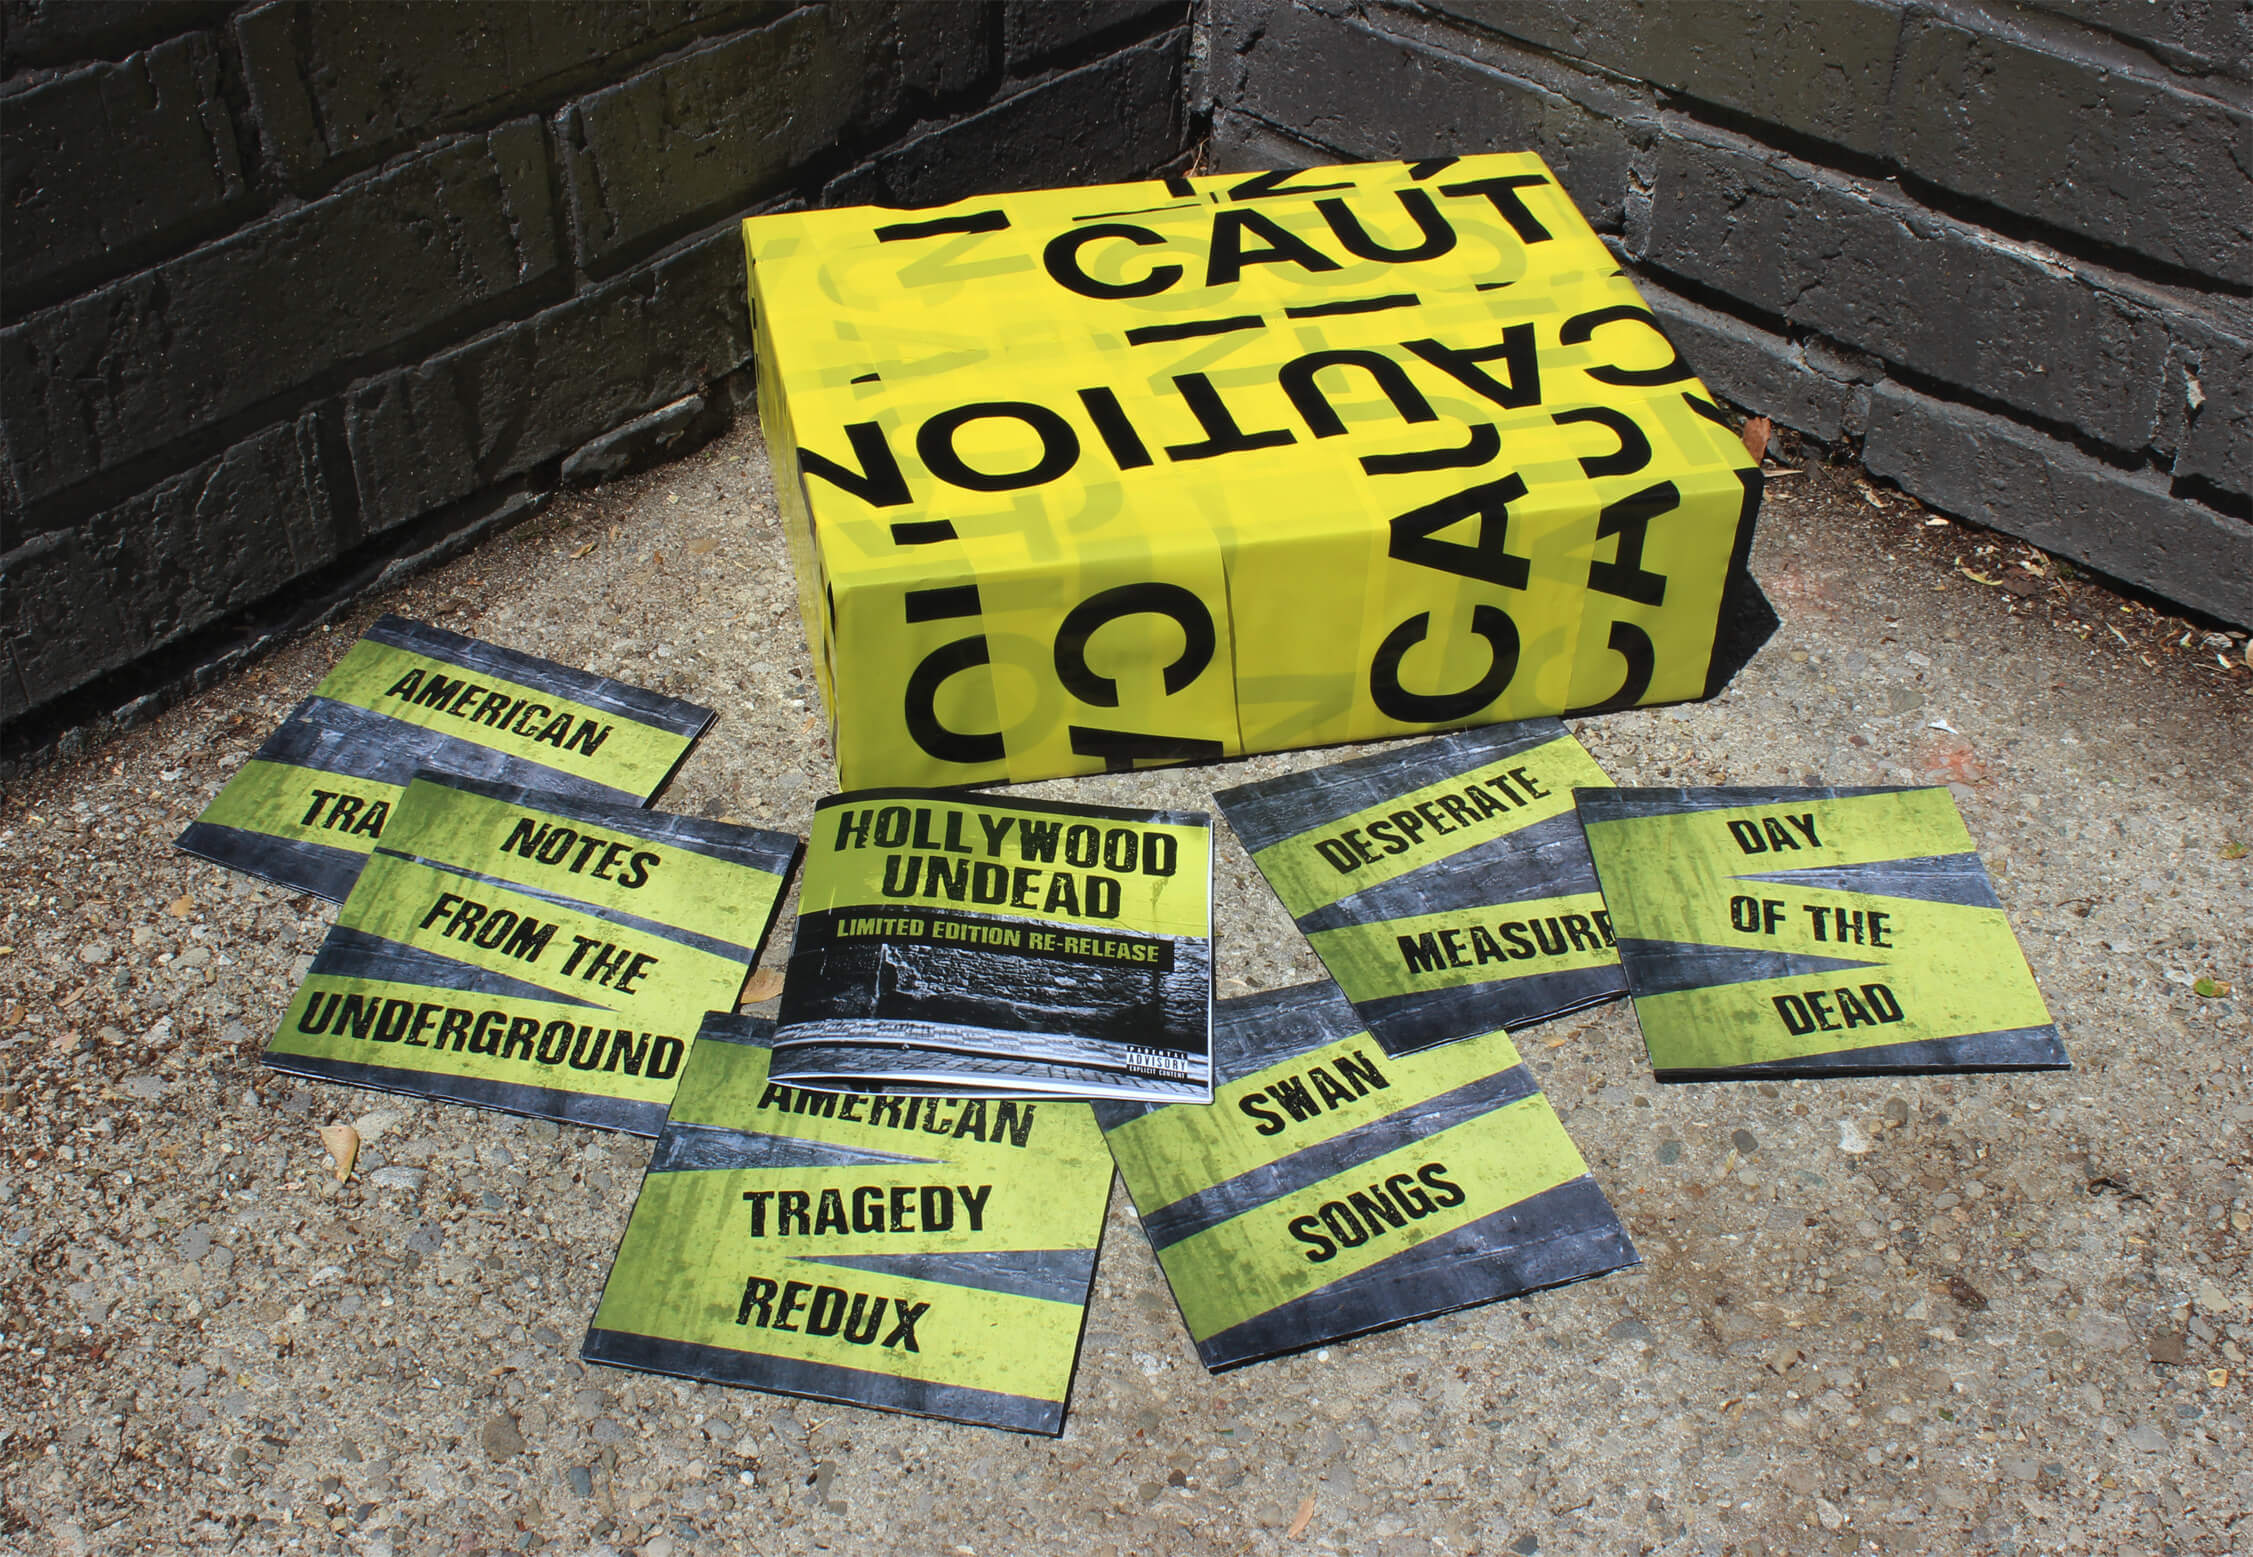 CAUT
CAUTION
CAU
CAU
AMERICAN
TRA
NOTES
FROM THE
UNDERGROUND
HOLLYWOOD
UNDEAD
LIMITED EDITION RE-RELEASE
PARENTAL
ADVISORY
EXPLICIT CONTENT
AMERICAN
TRAGEDY
REDUX
DESPERATE
MEASURE
DAY
OF THE
DEAD
SWAN
SONGS